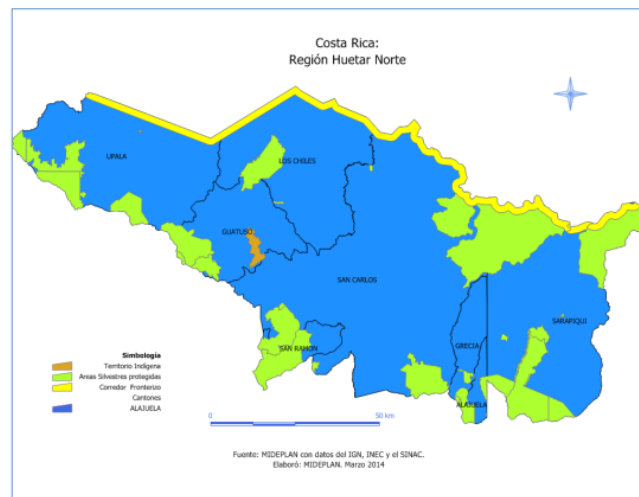 Costa Rica:
Región Huetar Norte
UPALA
LOS CHILES
GUATUSO
SAN CARLOS
SARAPIQUI
GRECIA
SAN RAMON
ALAJUELA
Simbología
Territorio Indígena
Areas Silvestres protegidas
Corredor Fronterizo
Cantones
ALAJUELA
0 50 km
Fuente: MIDEPLAN con datos del IGN, INEC y el SINAC.
Elaboró: MIDEPLAN. Marzo 2014